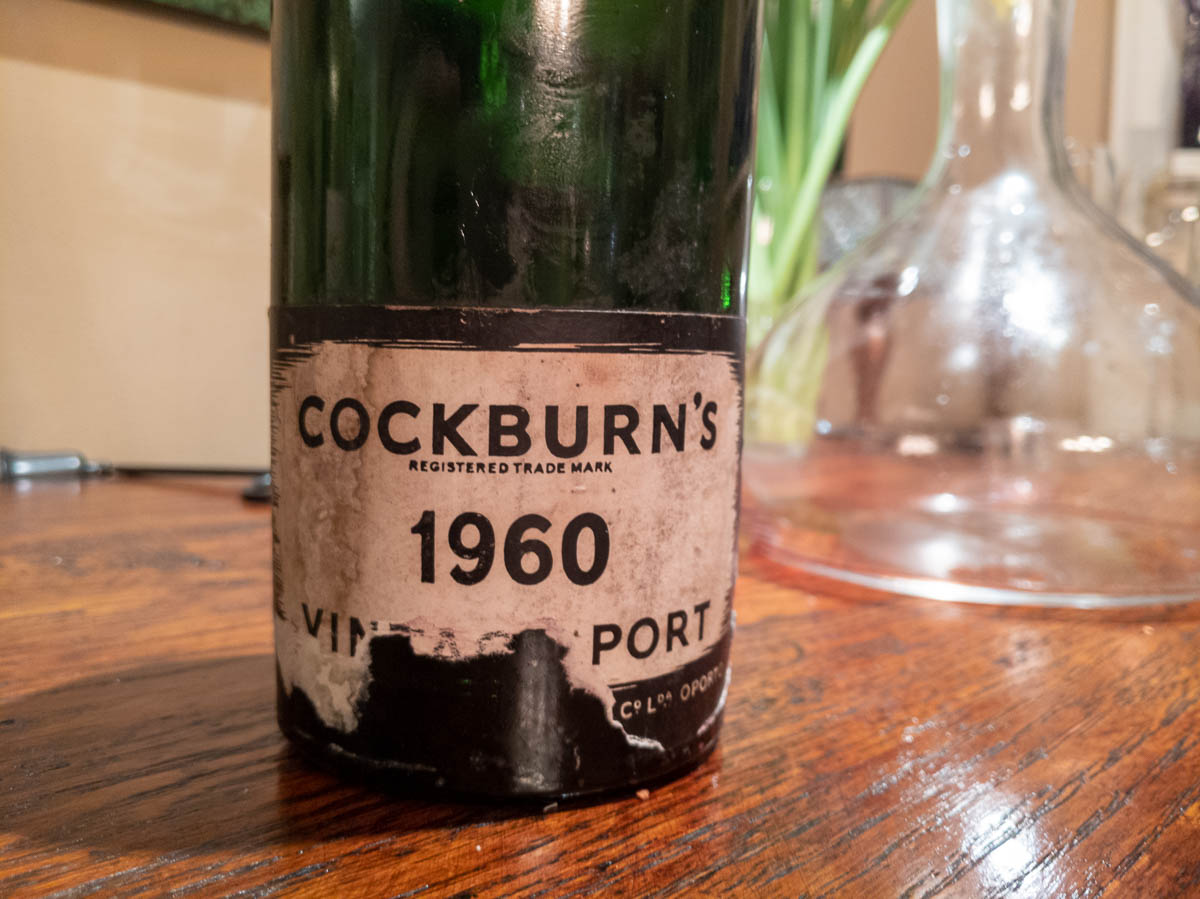 COCKBURN'S
REGISTERED TRADE MARK
1960
PORT
Cº Lᴰᴬ OPORTO